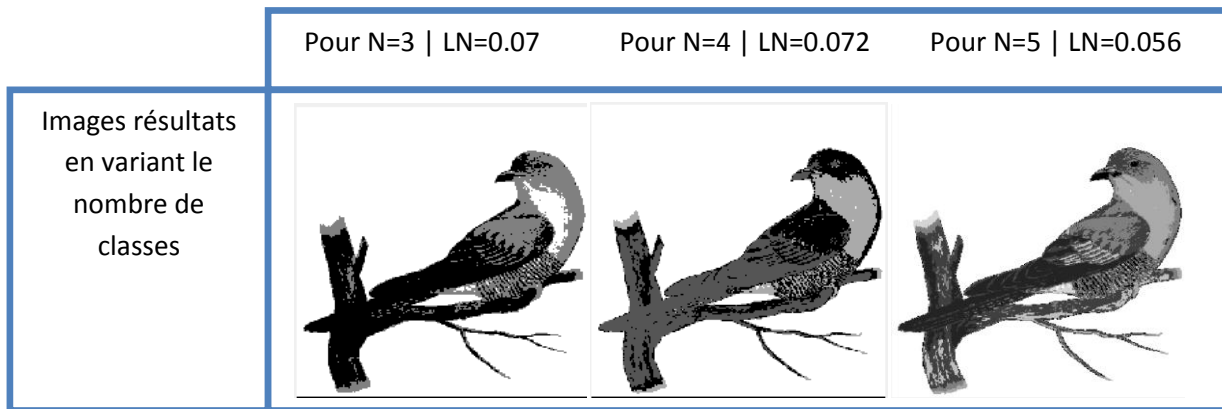 Pour N=3 | LN=0.07
Pour N=4 | LN=0.072
Pour N=5 | LN=0.056
Images résultats
en variant le
nombre de
classes